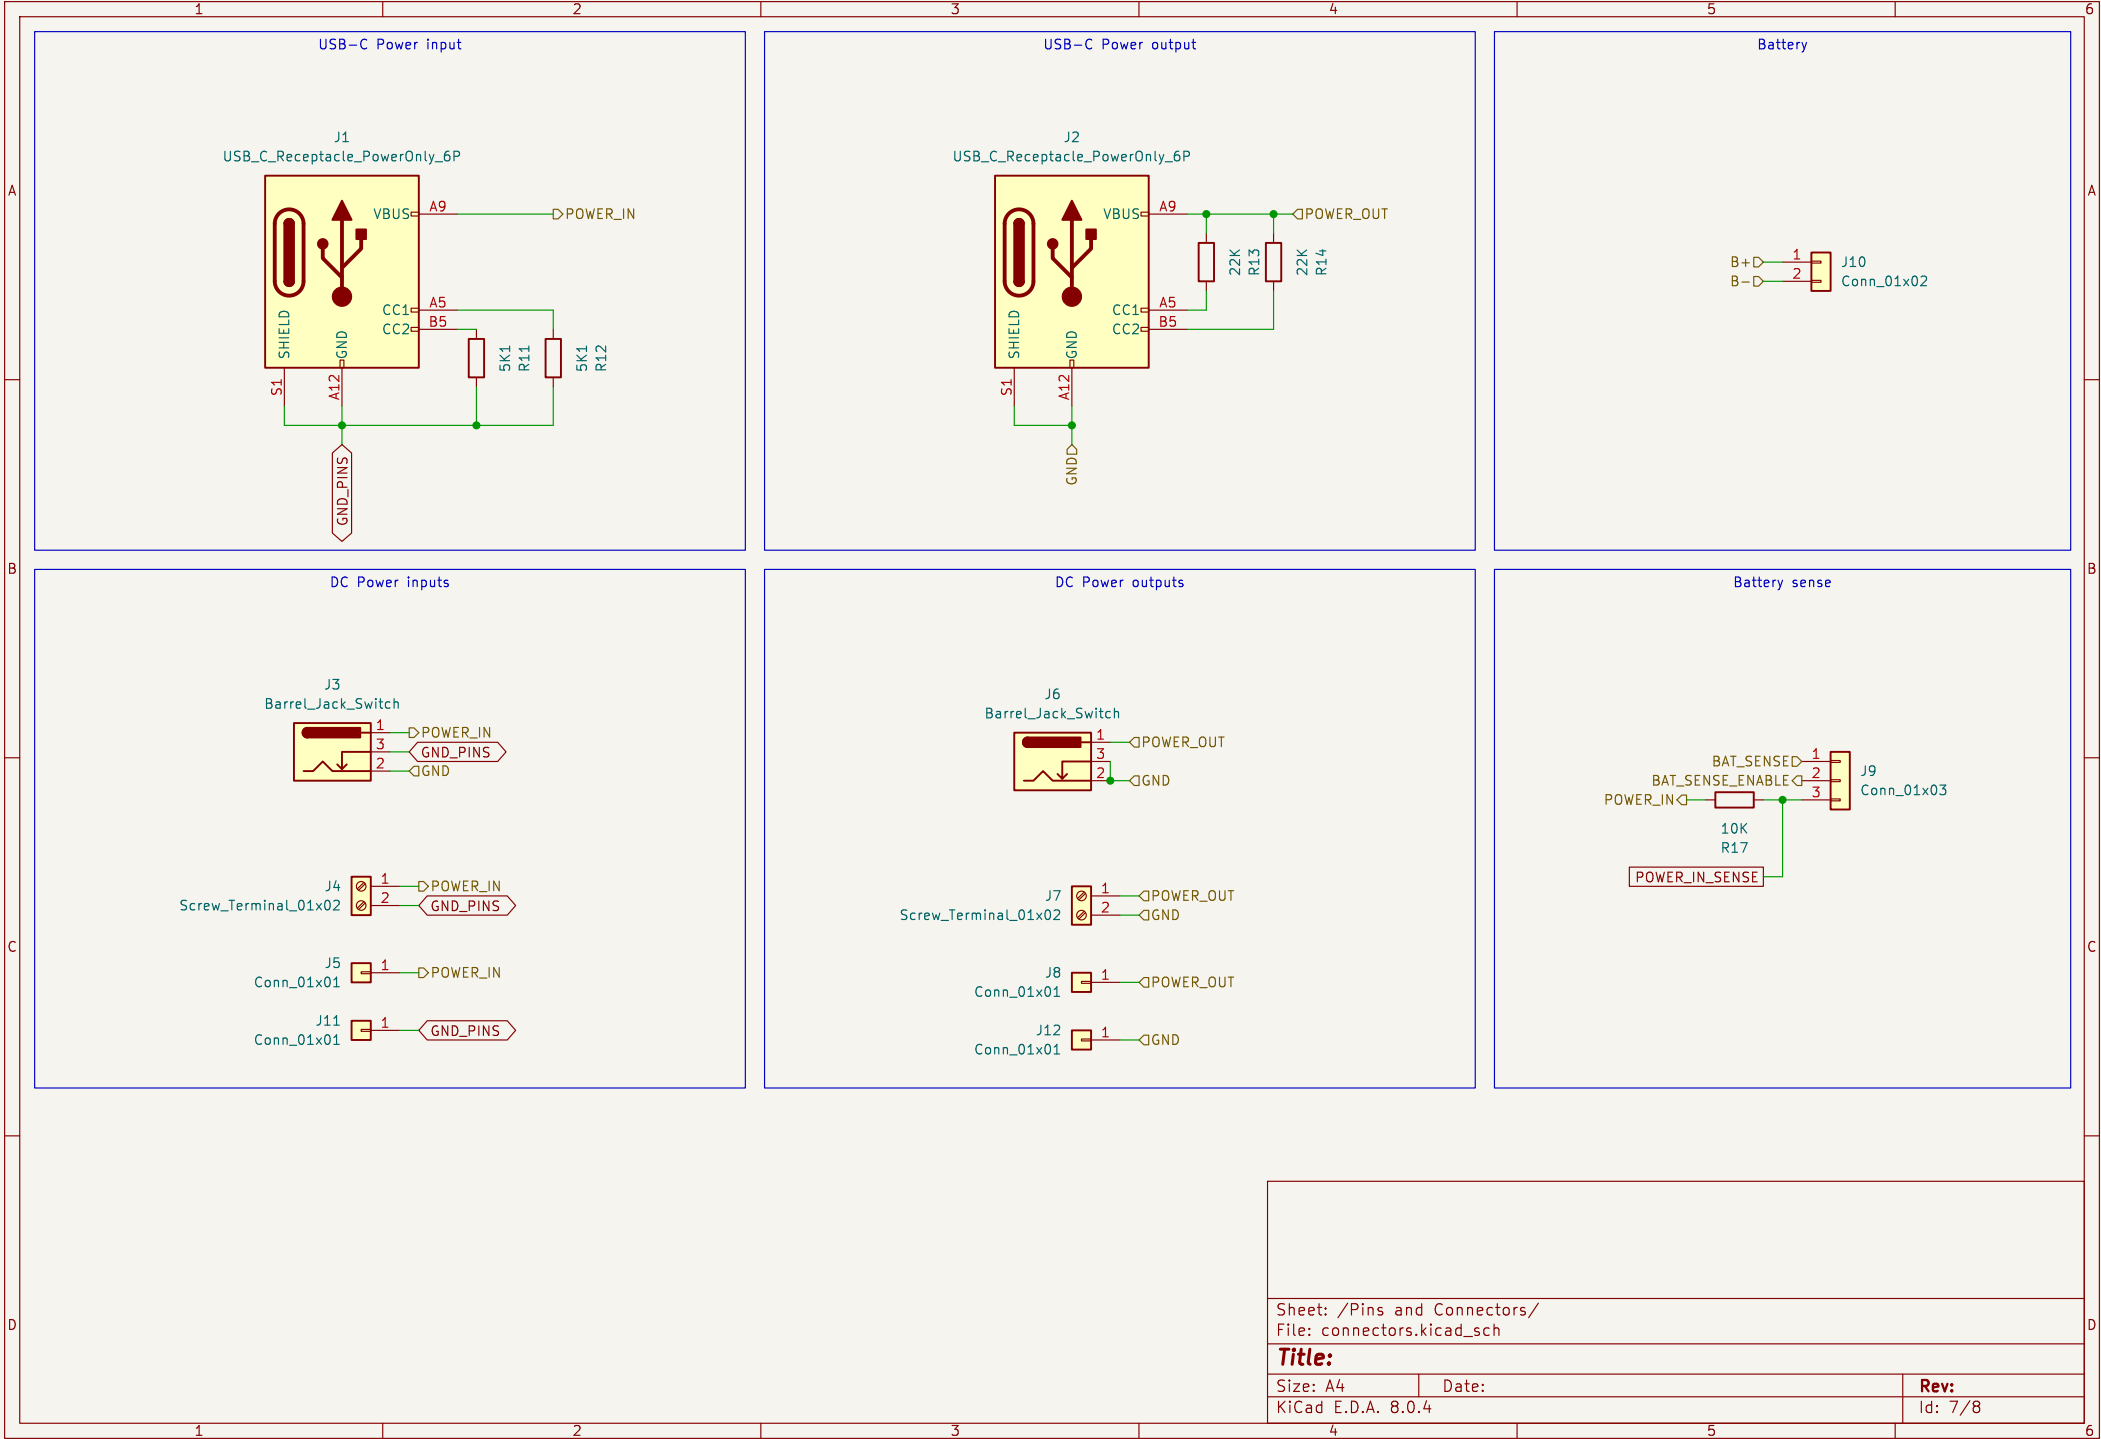 1 2 3 4 5 6
USB-C Power input
J1
USB_C_Receptacle_PowerOnly_6P
VBUS A9 POWER_IN
CC1 A5
CC2 B5
SHIELD
GND
S1
A12
5K1
R11
5K1
R12
GND_PINS
USB-C Power output
J2
USB_C_Receptacle_PowerOnly_6P
VBUS A9 POWER_OUT
22K
R13
22K
R14
CC1 A5
CC2 B5
SHIELD
GND
S1
A12
GND
Battery
B+ 1 J10
B- 2 Conn_01x02
DC Power inputs
J3
Barrel_Jack_Switch
1 POWER_IN
3 GND_PINS
2 GND
J4 1 POWER_IN
Screw_Terminal_01x02 2 GND_PINS
J5 1 POWER_IN
Conn_01x01
J11 1 GND_PINS
Conn_01x01
DC Power outputs
J6
Barrel_Jack_Switch
1 POWER_OUT
3
2 GND
J7 1 POWER_OUT
Screw_Terminal_01x02 2 GND
J8 1 POWER_OUT
Conn_01x01
J12 1 GND
Conn_01x01
Battery sense
BAT_SENSE 1 J9
BAT_SENSE_ENABLE 2 Conn_01x03
POWER_IN 3
10K
R17
POWER_IN_SENSE
A A
B B
C C
D D
Sheet: /Pins and Connectors/
File: connectors.kicad_sch
Title:
Size: A4 Date: Rev:
KiCad E.D.A. 8.0.4 Id: 7/8
1 2 3 4 5 6